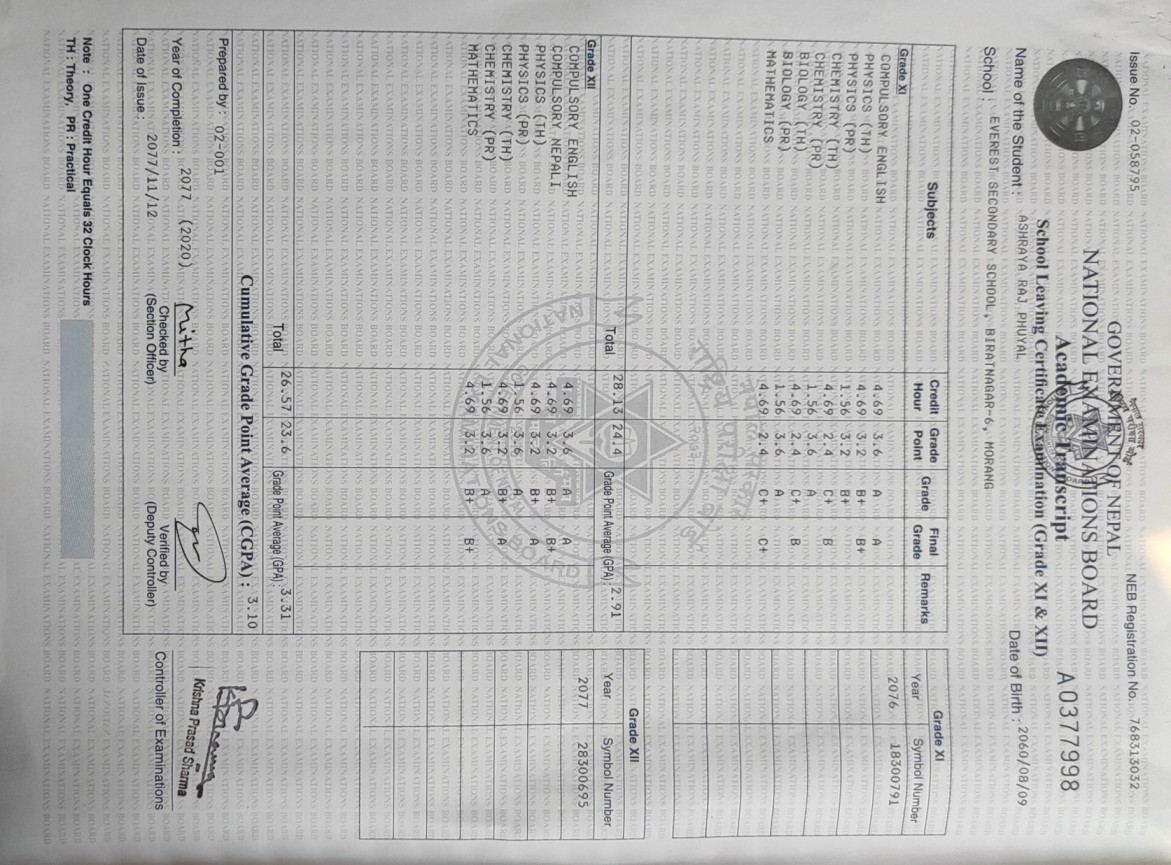 Issue No. 02-058795
NEB Registration No. 768313032
GOVERNMENT OF NEPAL
NATIONAL EXAMINATIONS BOARD
Academic Transcript
A 0377998
School Leaving Certificate Examination (Grade XI & XII)
Name of the Student : ASHRAYA RAJ PHUYAL
Date of Birth : 2060/08/09
School : EVEREST SECONDARY SCHOOL, BIRATNAGAR-6, MORANG
Subjects Credit Hour Grade Point Grade Final Grade Remarks
Grade XI
COMPULSORY ENGLISH 4.69 3.6 A A
PHYSICS (TH) 4.69 3.2 B+ B+
PHYSICS (PR) 1.56 3.2 B+
CHEMISTRY (TH) 4.69 2.4 C+ B
CHEMISTRY (PR) 1.56 3.6 A
BIOLOGY (TH) 4.69 2.4 C+ B
BIOLOGY (PR) 1.56 3.6 A
MATHEMATICS 4.69 2.4 C+ C+
Total 28.13 24.4 Grade Point Average (GPA) : 2.91
Grade XII
COMPULSORY ENGLISH 4.69 3.6 A A
COMPULSORY NEPALI 4.69 3.2 B+ B+
PHYSICS (TH) 4.69 3.2 B+ A
PHYSICS (PR) 1.56 3.6 A
CHEMISTRY (TH) 4.69 3.2 B+ A
CHEMISTRY (PR) 1.56 3.6 A
MATHEMATICS 4.69 3.2 B+ B+
Total 26.57 23.6 Grade Point Average (GPA) : 3.31
Cumulative Grade Point Average (CGPA) : 3.10
Grade XI
Year Symbol Number
2076 18300791
Grade XII
Year Symbol Number
2077 28300695
Prepared by : 02-001
Year of Completion : 2077 (2020)
Date of Issue : 2077/11/12
Mitha
Checked by
(Section Officer)
Verified by
(Deputy Controller)
Krishna Prasad Sharma
Controller of Examinations
Note : One Credit Hour Equals 32 Clock Hours
TH : Theory, PR : Practical